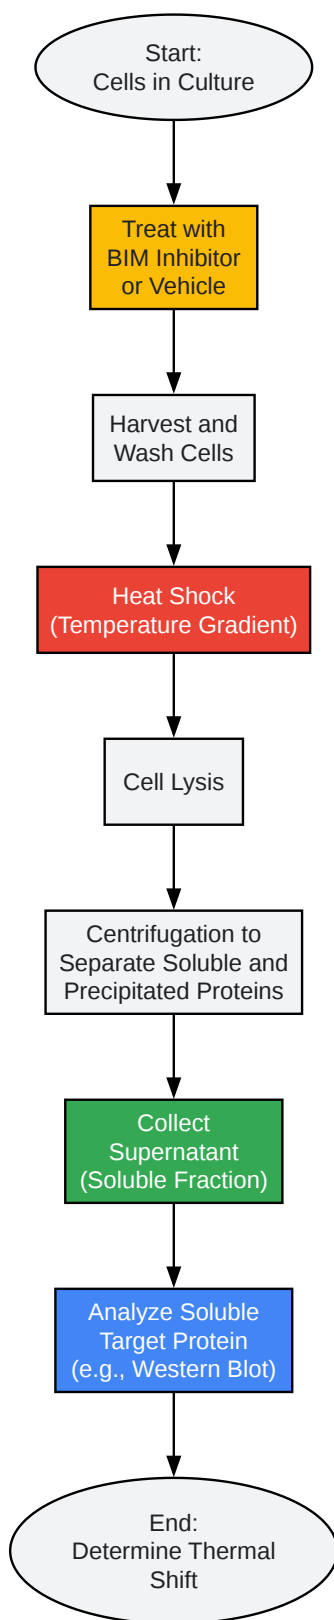 Start:
Cells in Culture
Treat with
BIM Inhibitor
or Vehicle
Harvest and
Wash Cells
Heat Shock
(Temperature Gradient)
Cell Lysis
Centrifugation to
Separate Soluble and
Precipitated Proteins
Collect
Supernatant
(Soluble Fraction)
Analyze Soluble
Target Protein
(e.g., Western Blot)
End:
Determine Thermal
Shift